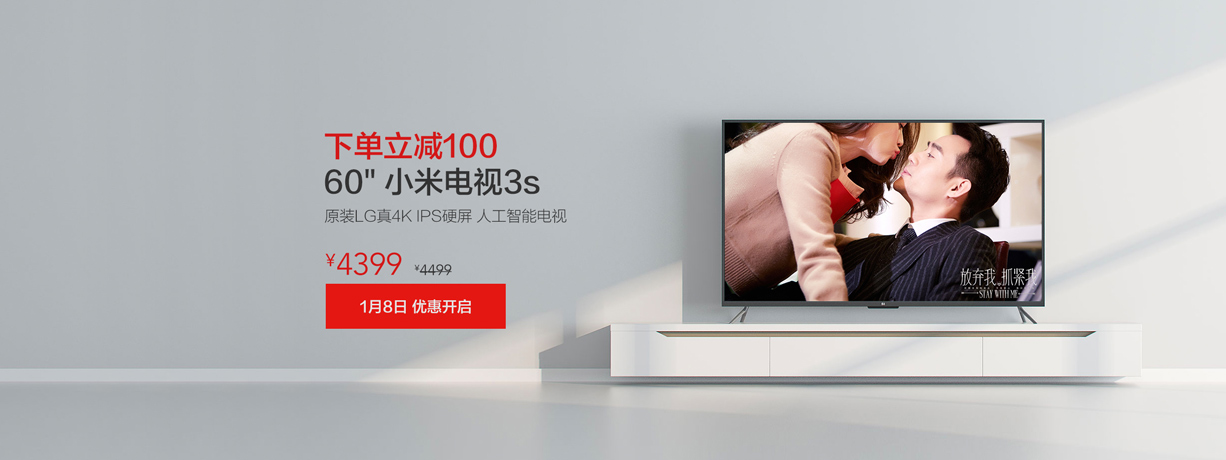 下单立减100
60" 小米电视3s
原装LG真4K IPS硬屏 人工智能电视
¥4399 ¥4499
1月8日 优惠开启
放弃我,抓紧我
STAY WITH ME